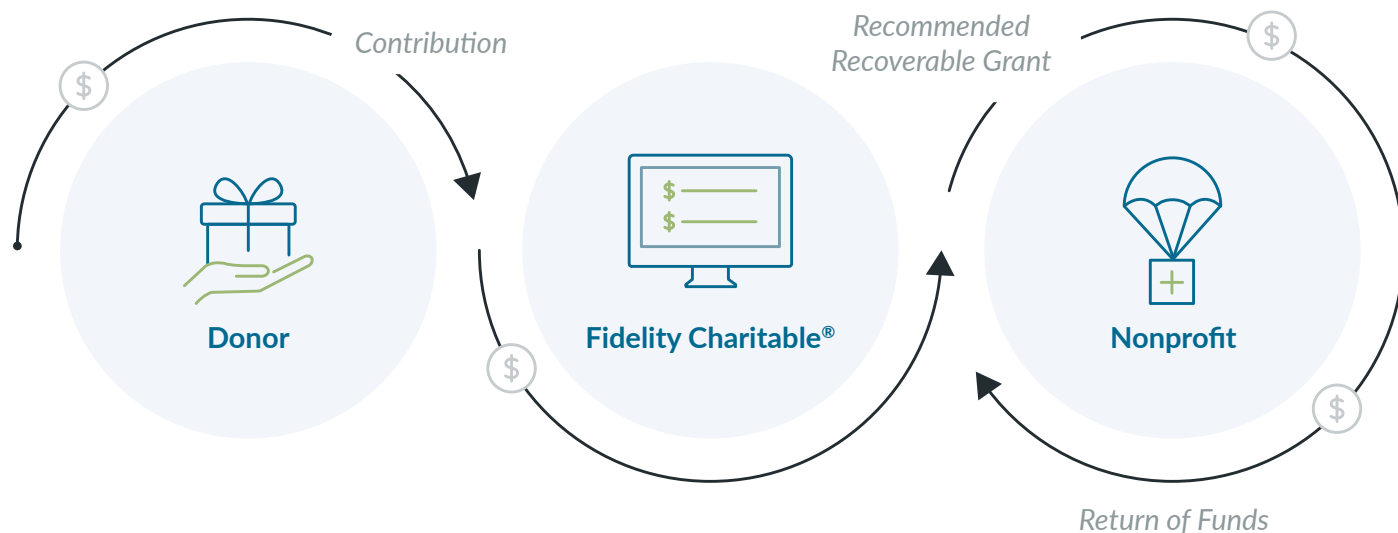 Contribution
Recommended
Recoverable Grant
$
$
$
$
$
$
Donor
Fidelity Charitable®
Nonprofit
Return of Funds